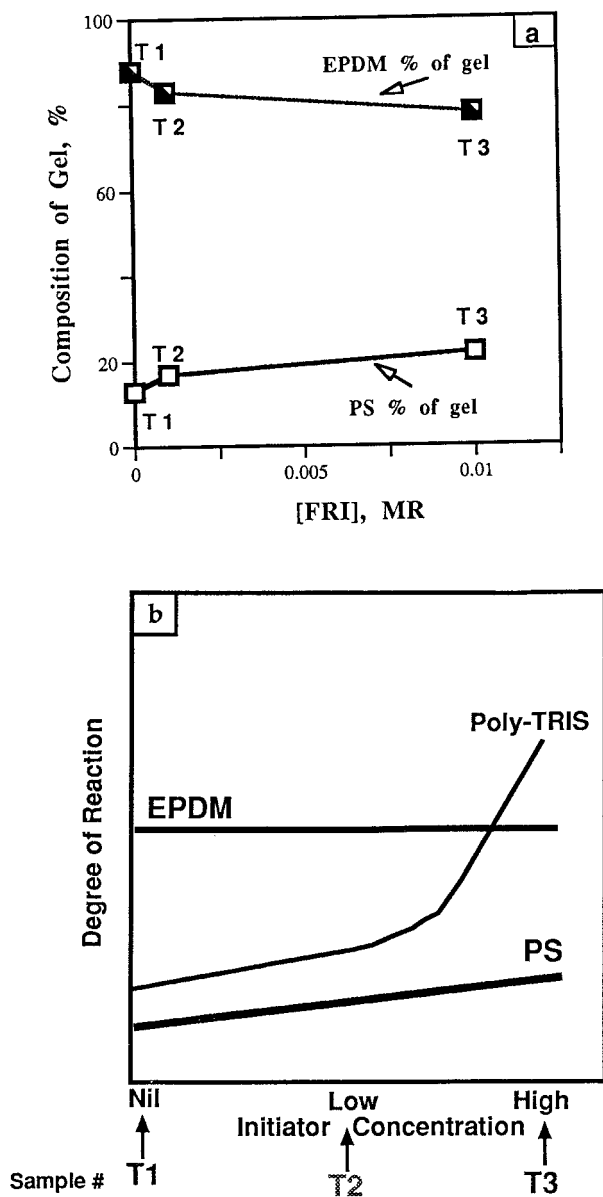 100
a
T 1
EPDM % of gel
T 2
T 3
60
Composition of Gel, %
T 3
T 2
20
PS % of gel
T 1
0
0
0.005
0.01
[FRI], MR
b
Poly-TRIS
EPDM
Degree of Reaction
PS
Nil
Low
High
Initiator Concentration
Sample # T1 T2 T3